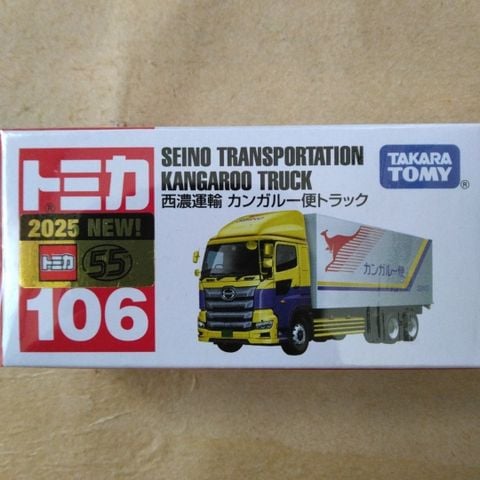 トミカ
®
2025 NEW!
トミカ 55
106
SEINO TRANSPORTATION
KANGAROO TRUCK
西濃運輸 カンガルー便トラック
TAKARA
TOMY®
カンガルー便